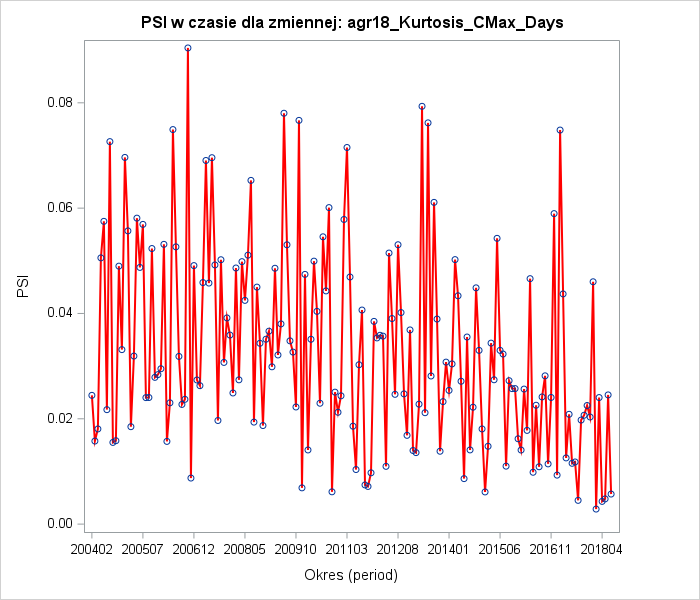 PSI w czasie dla zmiennej: agr18_Kurtosis_CMax_Days
0.08
0.06
0.04
0.02
0.00
PSI
200402 200507 200612 200805 200910 201103 201208 201401 201506 201611 201804
Okres (period)